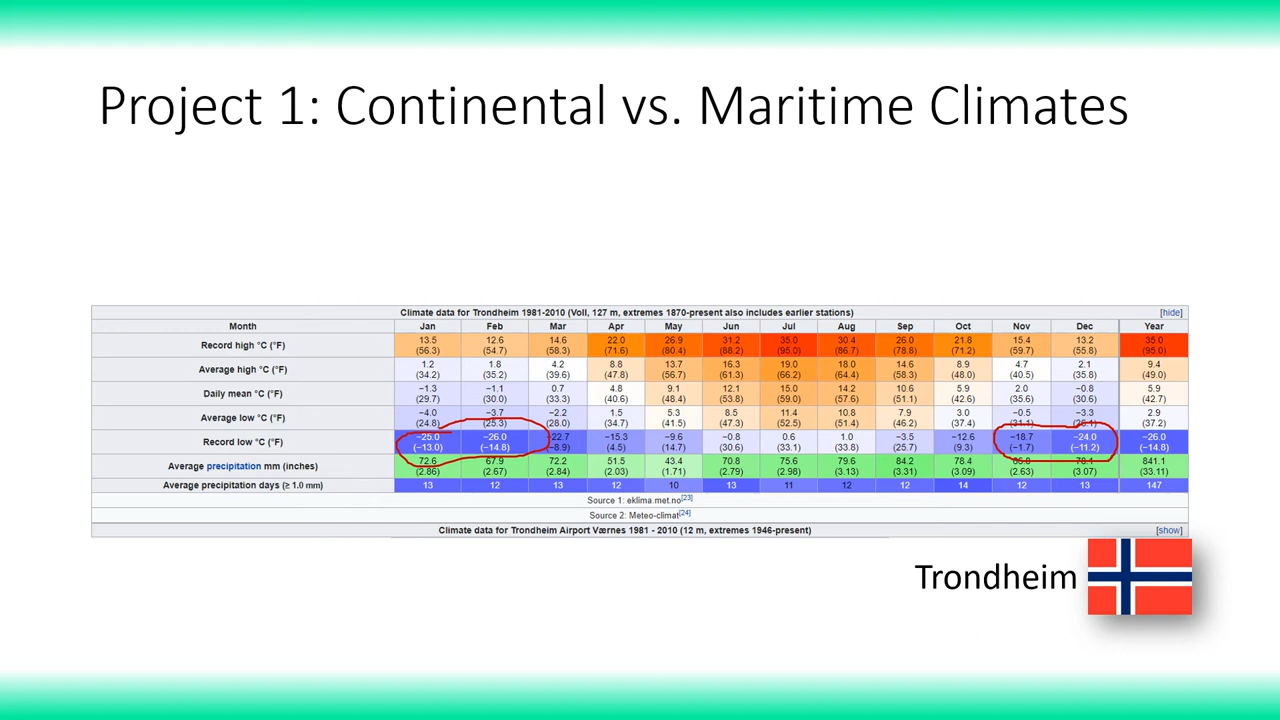 Project 1: Continental vs. Maritime Climates
Climate data for Trondheim 1981-2010 (Voll, 127 m, extremes 1870-present also includes earlier stations) [hide]
Month Jan Feb Mar Apr May Jun Jul Aug Sep Oct Nov Dec Year
Record high °C (°F) 13.5 (56.3) 12.6 (54.7) 14.6 (58.3) 22.0 (71.6) 26.9 (80.4) 31.2 (88.2) 35.0 (95.0) 30.4 (86.7) 26.0 (78.8) 21.8 (71.2) 15.4 (59.7) 13.2 (55.8) 35.0 (95.0)
Average high °C (°F) 1.2 (34.2) 1.8 (35.2) 4.2 (39.6) 8.8 (47.8) 13.7 (56.7) 16.3 (61.3) 19.0 (66.2) 18.0 (64.4) 14.6 (58.3) 8.9 (48.0) 4.7 (40.5) 2.1 (35.8) 9.4 (49.0)
Daily mean °C (°F) −1.3 (29.7) −1.1 (30.0) 0.7 (33.3) 4.8 (40.6) 9.1 (48.4) 12.1 (53.8) 15.0 (59.0) 14.2 (57.6) 10.6 (51.1) 5.9 (42.6) 2.0 (35.6) −0.8 (30.6) 5.9 (42.7)
Average low °C (°F) −4.0 (24.8) −3.7 (25.3) −2.2 (28.0) 1.5 (34.7) 5.3 (41.5) 8.5 (47.3) 11.4 (52.5) 10.8 (51.4) 7.9 (46.2) 3.0 (37.4) −0.5 (31.1) −3.3 (26.1) 2.9 (37.2)
Record low °C (°F) −25.0 (−13.0) −26.0 (−14.8) −22.7 (−8.9) −15.3 (4.5) −9.6 (14.7) −0.8 (30.6) 0.6 (33.1) 1.0 (33.8) −3.5 (25.7) −12.6 (9.3) −18.7 (−1.7) −24.0 (−11.2) −26.0 (−14.8)
Average precipitation mm (inches) 72.6 (2.86) 67.9 (2.67) 72.2 (2.84) 51.5 (2.03) 43.4 (1.71) 70.8 (2.79) 75.6 (2.98) 79.6 (3.13) 84.2 (3.31) 78.4 (3.09) (2.63) (3.07) 841.1 (33.11)
Average precipitation days (≥ 1.0 mm) 13 12 13 12 10 13 11 12 12 14 12 13 147
Source 1: eklima.met.no[23]
Source 2: Meteo-climat[24]
Climate data for Trondheim Airport Værnes 1981 - 2010 (12 m, extremes 1946-present) [show]
Trondheim